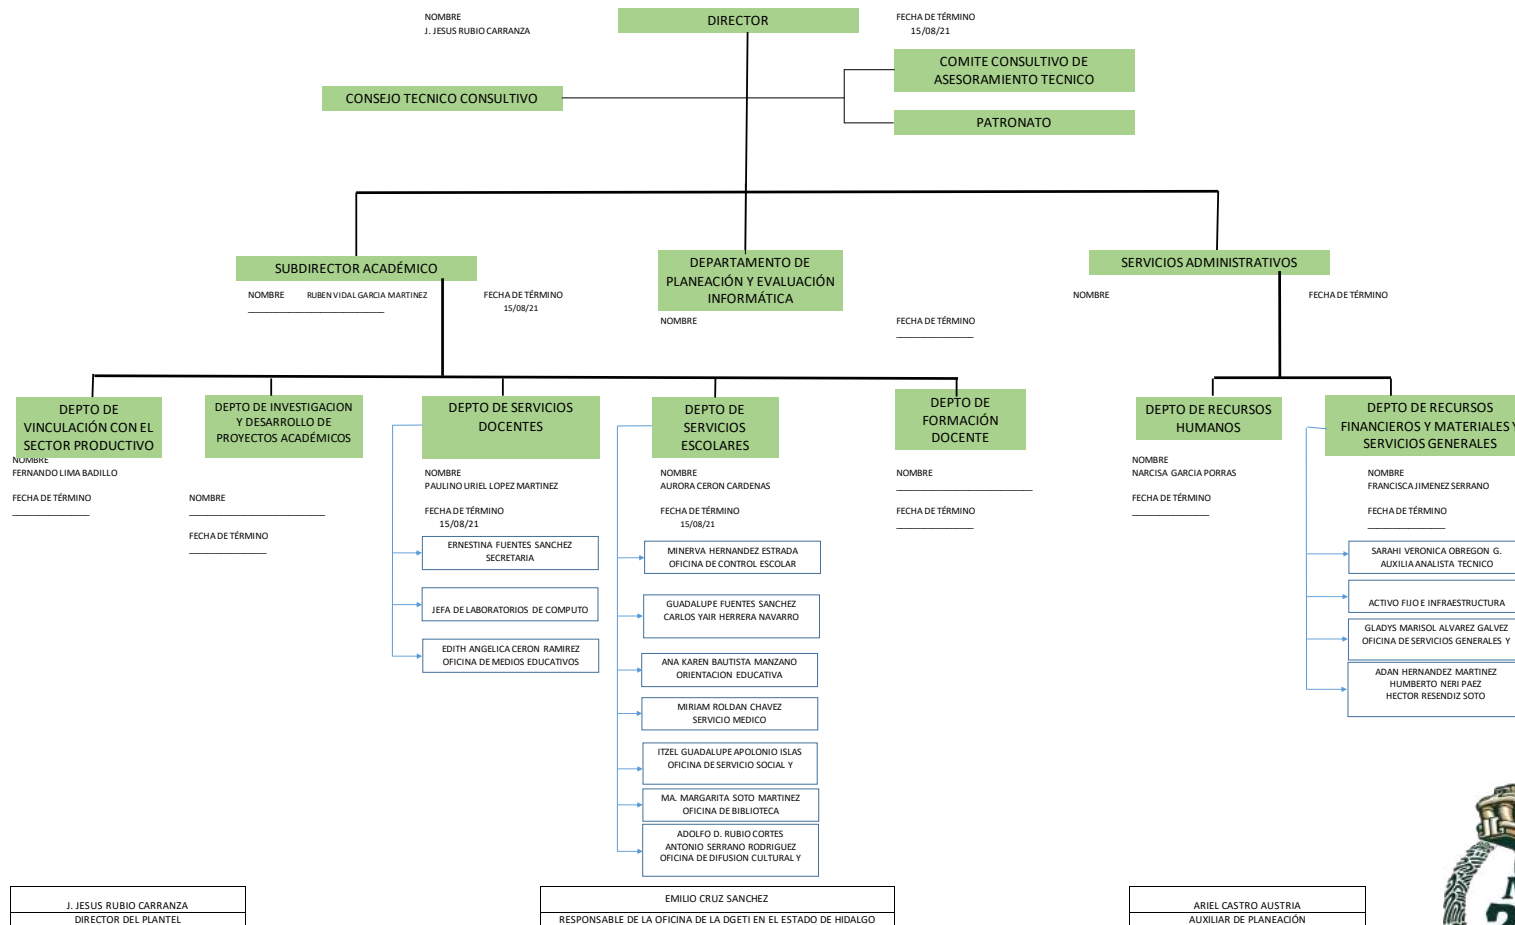 NOMBRE
J. JESUS RUBIO CARRANZA
DIRECTOR
FECHA DE TÉRMINO
15/08/21
COMITE CONSULTIVO DE
ASESORAMIENTO TECNICO
CONSEJO TECNICO CONSULTIVO
PATRONATO
SUBDIRECTOR ACADÉMICO
NOMBRE RUBEN VIDAL GARCIA MARTINEZ
FECHA DE TÉRMINO
15/08/21
DEPARTAMENTO DE
PLANEACIÓN Y EVALUACIÓN
INFORMÁTICA
NOMBRE
FECHA DE TÉRMINO
SERVICIOS ADMINISTRATIVOS
NOMBRE
FECHA DE TÉRMINO
DEPTO DE
VINCULACIÓN CON EL
SECTOR PRODUCTIVO
NOMBRE
FERNANDO LIMA BADILLO
FECHA DE TÉRMINO
DEPTO DE INVESTIGACION
Y DESARROLLO DE
PROYECTOS ACADÉMICOS
NOMBRE
FECHA DE TÉRMINO
DEPTO DE SERVICIOS
DOCENTES
NOMBRE
PAULINO URIEL LOPEZ MARTINEZ
FECHA DE TÉRMINO
15/08/21
ERNESTINA FUENTES SANCHEZ
SECRETARIA
JEFA DE LABORATORIOS DE COMPUTO
EDITH ANGELICA CERON RAMIREZ
OFICINA DE MEDIOS EDUCATIVOS
DEPTO DE
SERVICIOS
ESCOLARES
NOMBRE
AURORA CERON CARDENAS
FECHA DE TÉRMINO
15/08/21
MINERVA HERNANDEZ ESTRADA
OFICINA DE CONTROL ESCOLAR
GUADALUPE FUENTES SANCHEZ
CARLOS YAIR HERRERA NAVARRO
ANA KAREN BAUTISTA MANZANO
ORIENTACION EDUCATIVA
MIRIAM ROLDAN CHAVEZ
SERVICIO MEDICO
ITZEL GUADALUPE APOLONIO ISLAS
OFICINA DE SERVICIO SOCIAL Y
MA. MARGARITA SOTO MARTINEZ
OFICINA DE BIBLIOTECA
ADOLFO D. RUBIO CORTES
ANTONIO SERRANO RODRIGUEZ
OFICINA DE DIFUSION CULTURAL Y
DEPTO DE
FORMACIÓN
DOCENTE
NOMBRE
FECHA DE TÉRMINO
DEPTO DE RECURSOS
HUMANOS
NOMBRE
NARCISA GARCIA PORRAS
FECHA DE TÉRMINO
DEPTO DE RECURSOS
FINANCIEROS Y MATERIALES Y
SERVICIOS GENERALES
NOMBRE
FRANCISCA JIMENEZ SERRANO
FECHA DE TÉRMINO
SARAHI VERONICA OBREGON G.
AUXILIA ANALISTA TECNICO
ACTIVO FIJO E INFRAESTRUCTURA
GLADYS MARISOL ALVAREZ GALVEZ
OFICINA DE SERVICIOS GENERALES Y
ADAN HERNANDEZ MARTINEZ
HUMBERTO NERI PAEZ
HECTOR RESENDIZ SOTO
J. JESUS RUBIO CARRANZA
DIRECTOR DEL PLANTEL
EMILIO CRUZ SANCHEZ
RESPONSABLE DE LA OFICINA DE LA DGETI EN EL ESTADO DE HIDALGO
ARIEL CASTRO AUSTRIA
AUXILIAR DE PLANEACIÓN